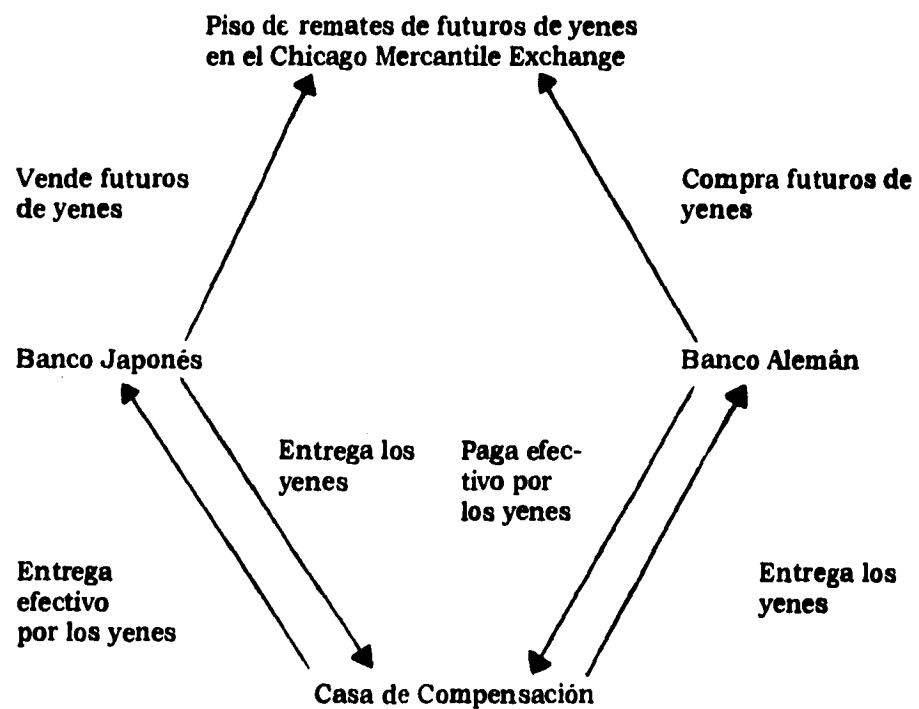 Piso de remates de futuros de yenes
en el Chicago Mercantile Exchange
Vende futuros
de yenes
Compra futuros de
yenes
Banco Japonés
Banco Alemán
Entrega los
yenes
Paga efec-
tivo por
los yenes
Entrega
efectivo
por los yenes
Entrega los
yenes
Casa de Compensación